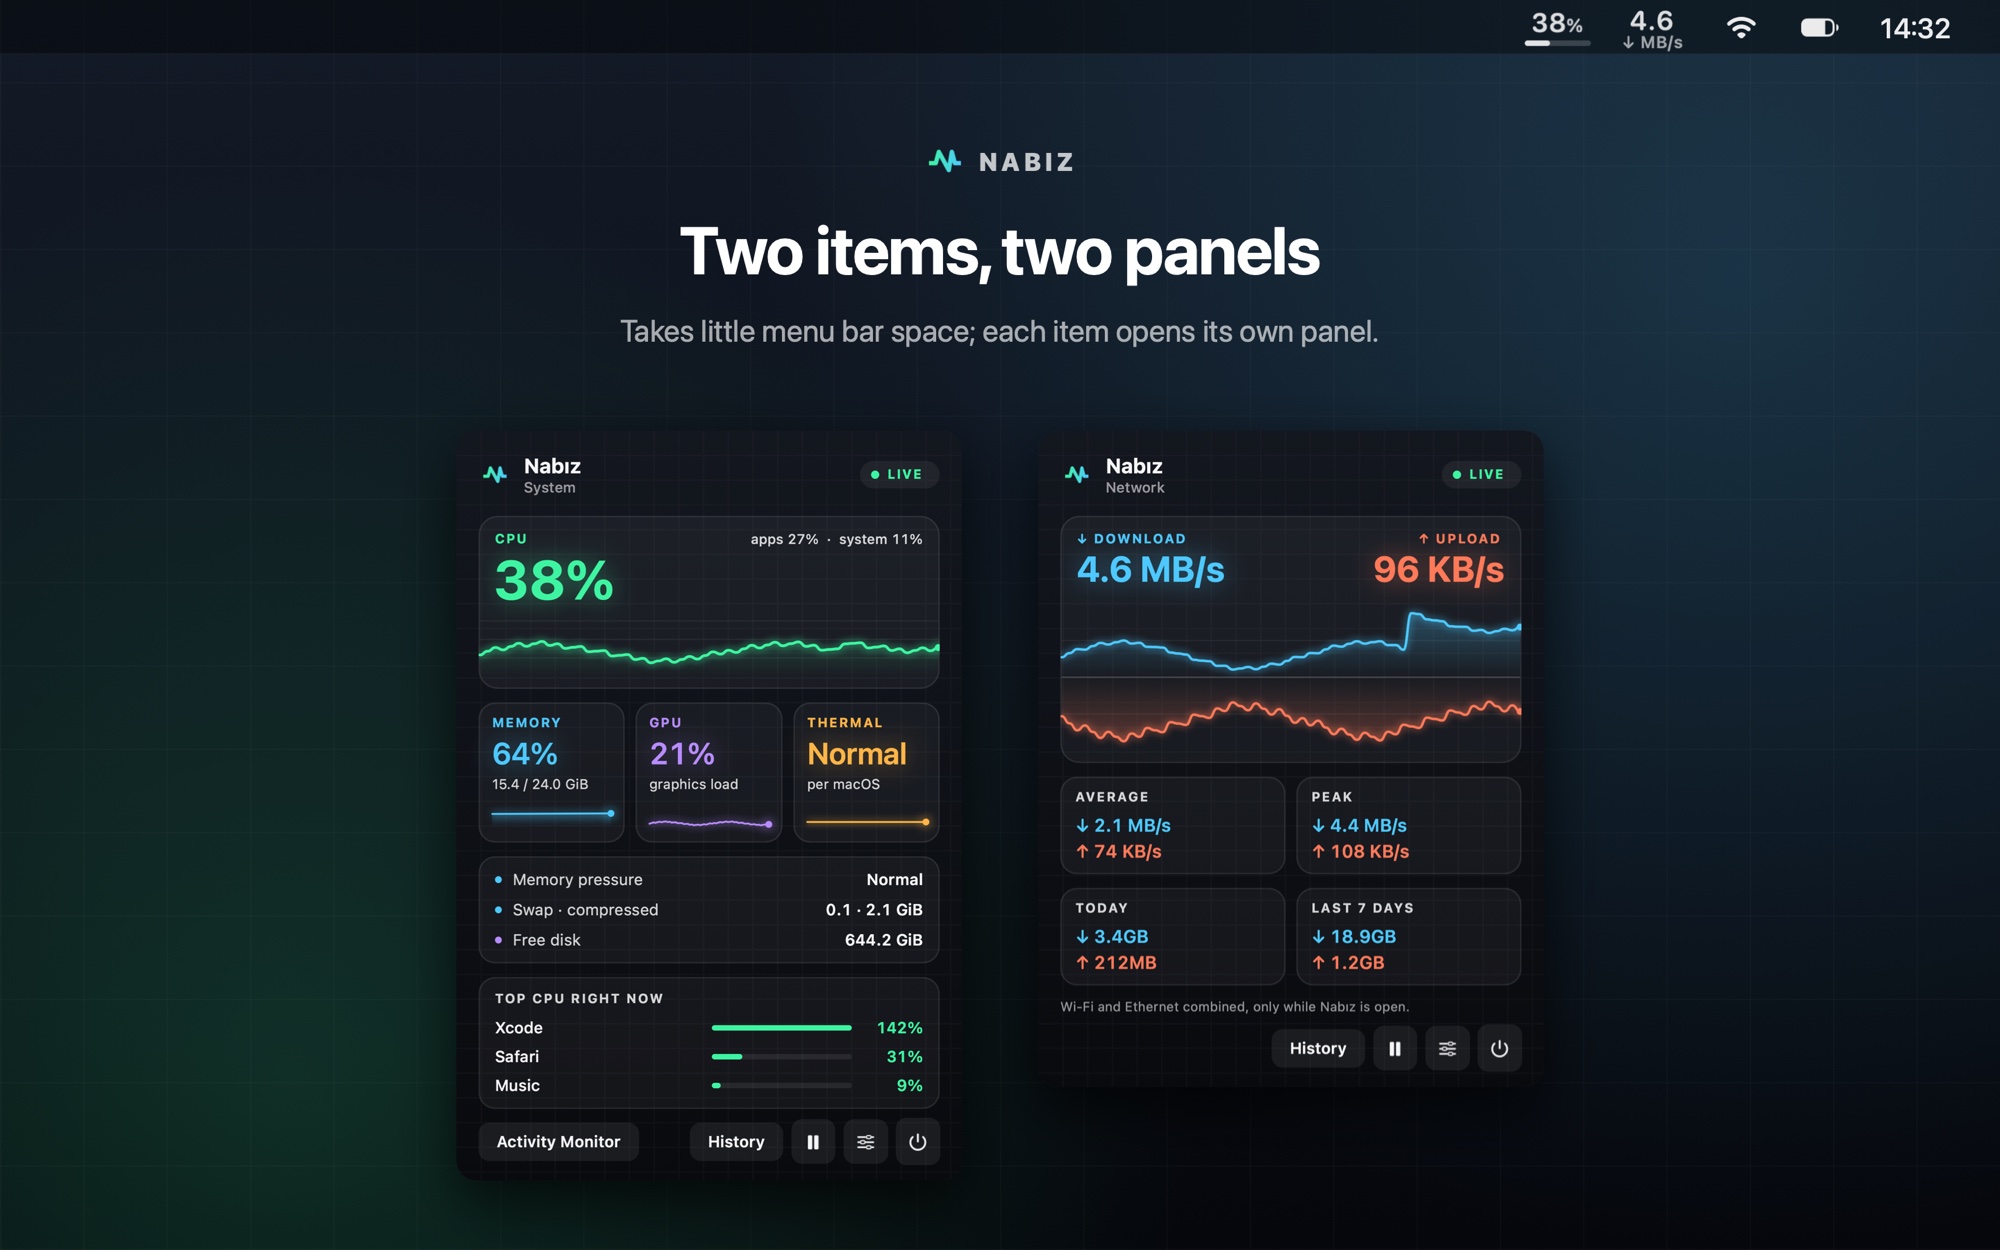 38%
4.6
↓ MB/s
14:32
NABIZ
Two items, two panels
Takes little menu bar space; each item opens its own panel.
Nabız
System
LIVE
CPU
apps 27% · system 11%
38%
MEMORY
64%
15.4 / 24.0 GiB
GPU
21%
graphics load
THERMAL
Normal
per macOS
Memory pressure Normal
Swap · compressed 0.1 · 2.1 GiB
Free disk 644.2 GiB
TOP CPU RIGHT NOW
Xcode 142%
Safari 31%
Music 9%
Activity Monitor
History
Nabız
Network
LIVE
↓ DOWNLOAD
4.6 MB/s
↑ UPLOAD
96 KB/s
AVERAGE
↓ 2.1 MB/s
↑ 74 KB/s
PEAK
↓ 4.4 MB/s
↑ 108 KB/s
TODAY
↓ 3.4GB
↑ 212MB
LAST 7 DAYS
↓ 18.9GB
↑ 1.2GB
Wi-Fi and Ethernet combined, only while Nabız is open.
History